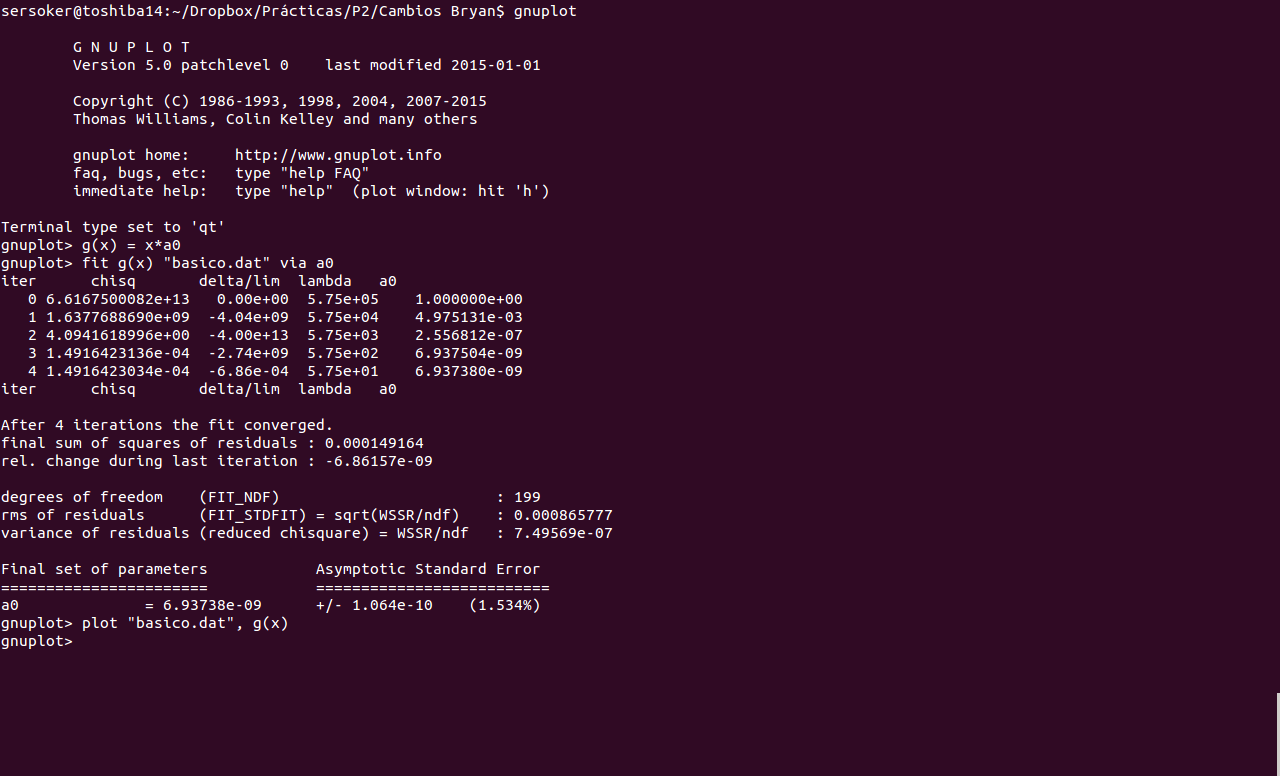 sersoker@toshiba14:~/Dropbox/Prácticas/P2/Cambios Bryan$ gnuplot
G N U P L O T
Version 5.0 patchlevel 0    last modified 2015-01-01
Copyright (C) 1986-1993, 1998, 2004, 2007-2015
Thomas Williams, Colin Kelley and many others
gnuplot home:     http://www.gnuplot.info
faq, bugs, etc:   type "help FAQ"
immediate help:   type "help"  (plot window: hit 'h')
Terminal type set to 'qt'
gnuplot> g(x) = x*a0
gnuplot> fit g(x) "basico.dat" via a0
iter      chisq       delta/lim  lambda   a0
   0 6.6167500082e+13   0.00e+00  5.75e+05    1.000000e+00
   1 1.6377688690e+09  -4.04e+09  5.75e+04    4.975131e-03
   2 4.0941618996e+00  -4.00e+13  5.75e+03    2.556812e-07
   3 1.4916423136e-04  -2.74e+09  5.75e+02    6.937504e-09
   4 1.4916423034e-04  -6.86e-04  5.75e+01    6.937380e-09
iter      chisq       delta/lim  lambda   a0
After 4 iterations the fit converged.
final sum of squares of residuals : 0.000149164
rel. change during last iteration : -6.86157e-09
degrees of freedom    (FIT_NDF)                        : 199
rms of residuals      (FIT_STDFIT) = sqrt(WSSR/ndf)    : 0.000865777
variance of residuals (reduced chisquare) = WSSR/ndf   : 7.49569e-07
Final set of parameters            Asymptotic Standard Error
=======================            ==========================
a0              = 6.93738e-09      +/- 1.064e-10    (1.534%)
gnuplot> plot "basico.dat", g(x)
gnuplot>